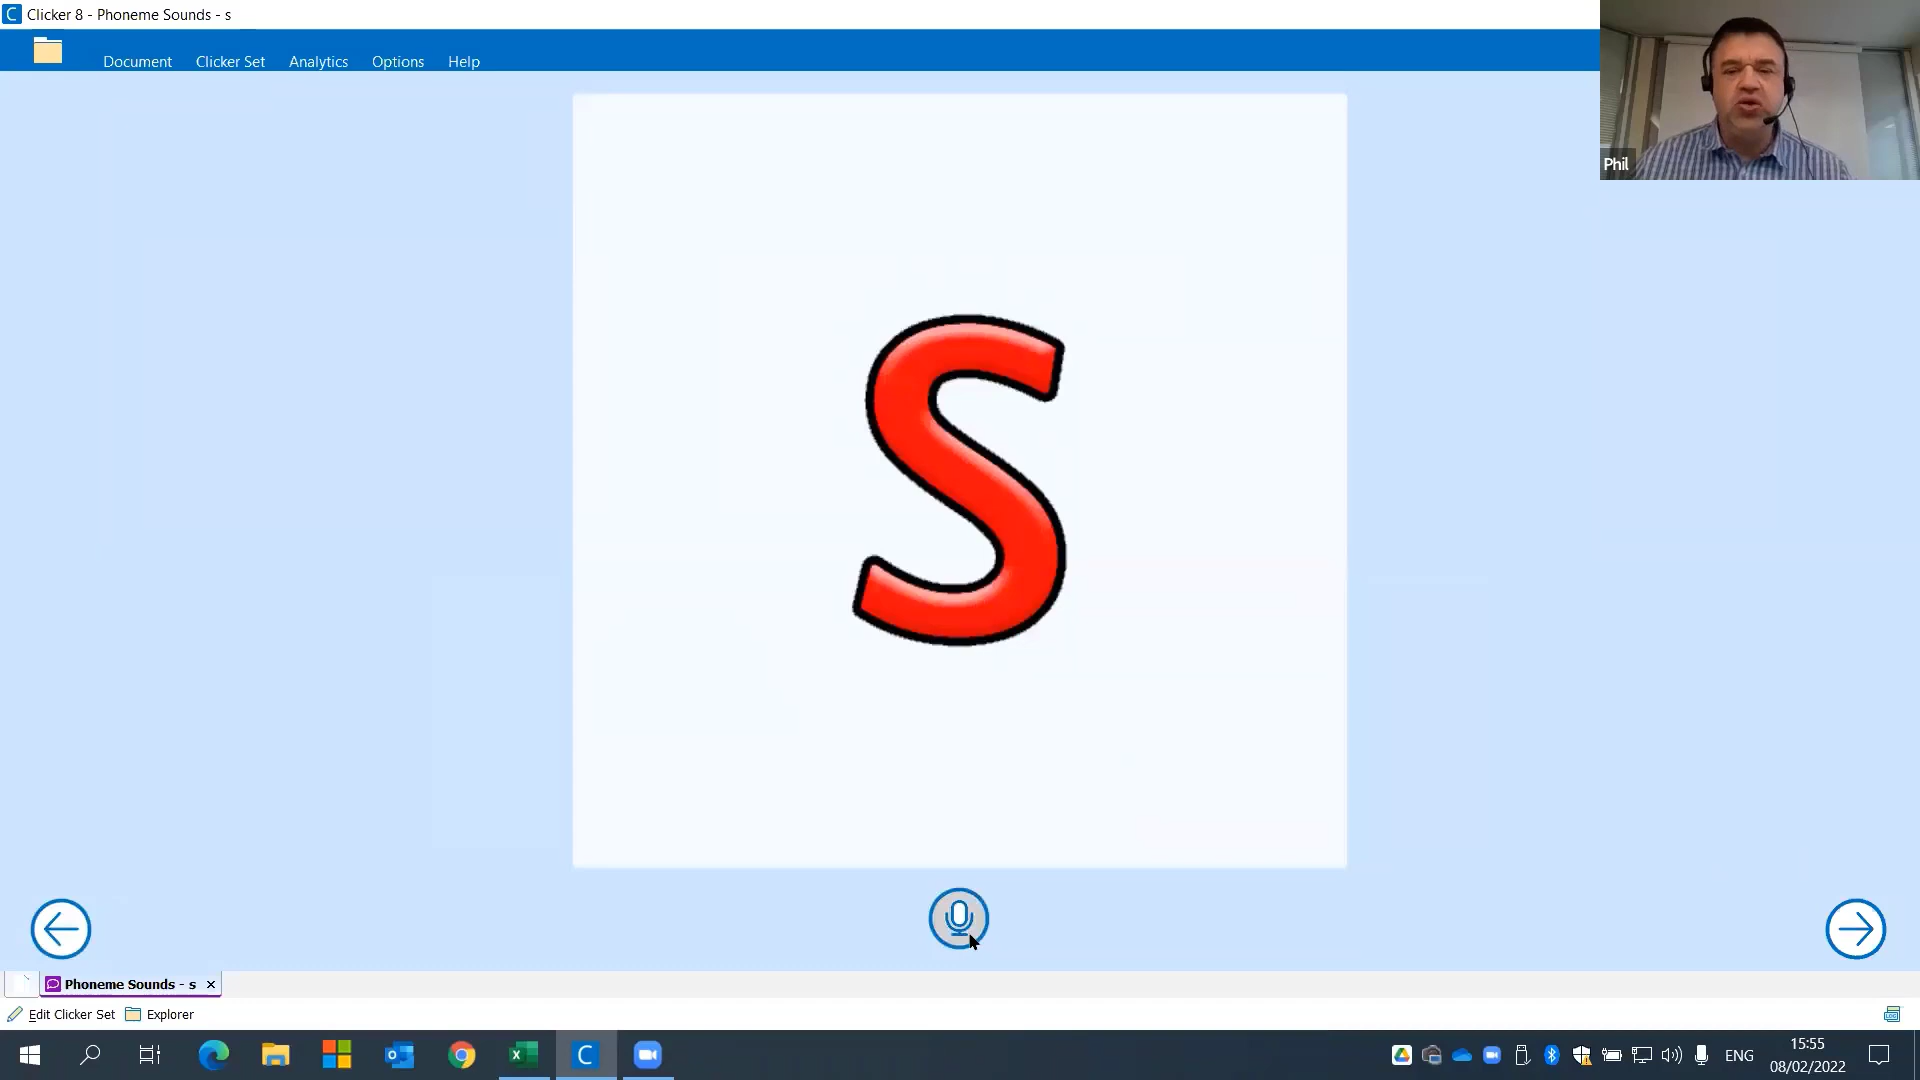 Clicker 8 - Phoneme Sounds - s
Document Clicker Set Analytics Options Help
Phil
s
Phoneme Sounds - s
Edit Clicker Set Explorer
ENG
15:55
08/02/2022